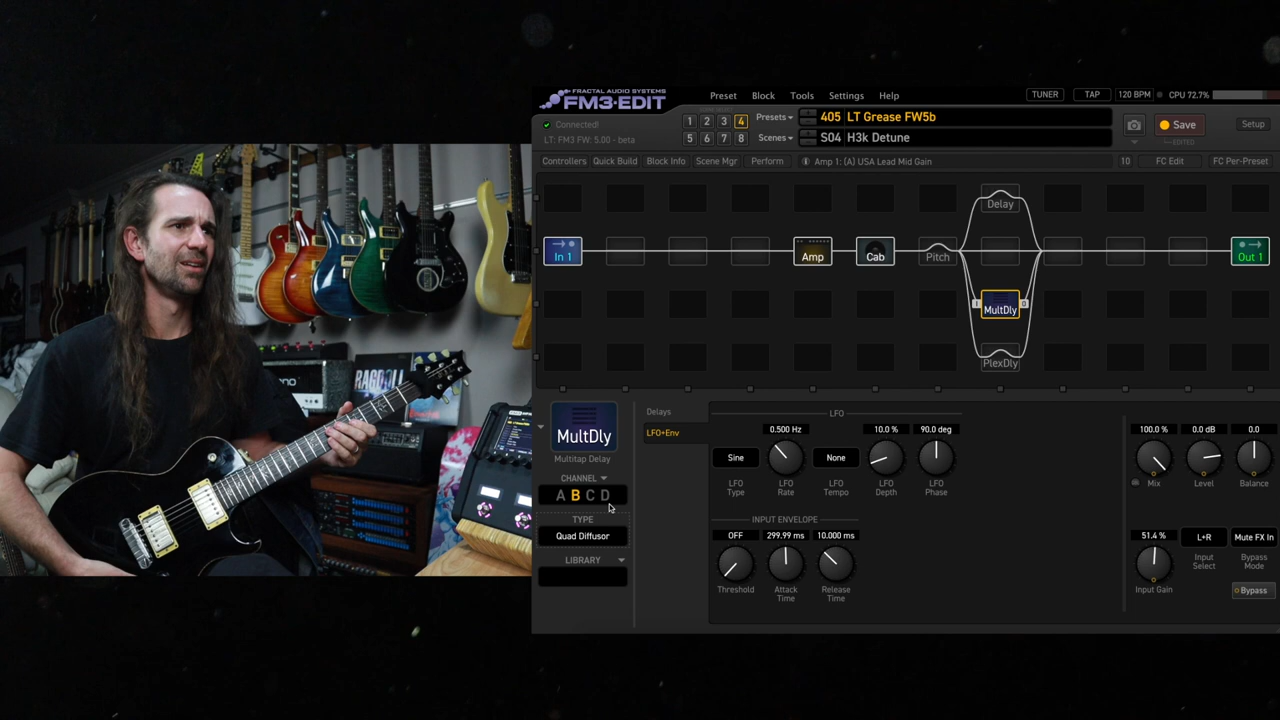 FRACTAL AUDIO SYSTEMS
FM3-EDIT
Preset Block Tools Settings Help
TUNER TAP 120 BPM CPU 72.7%
1 2 3 4
5 6 7 8
Presets 405 LT Grease FW5b
Scenes S04 H3k Detune
Save
EDITED
Setup
Connected!
LT: FM3 FW: 5.00 - beta
Controllers Quick Build Block Info Scene Mgr Perform
Amp 1: (A) USA Lead Mid Gain
10 FC Edit FC Per-Preset
Delay
In 1 Amp Cab Pitch Out 1
MultDly
PlexDly
RAGDOLL
MultDly
Multitap Delay
CHANNEL
A B C D
TYPE
Quad Diffusor
LIBRARY
Delays
LFO+Env
LFO
0.500 Hz 10.0 % 90.0 deg
Sine None
LFO Type
LFO Rate
LFO Tempo
LFO Depth
LFO Phase
INPUT ENVELOPE
OFF 299.99 ms 10.000 ms
Threshold
Attack Time
Release Time
100.0 % 0.0 dB 0.0
Mix Level Balance
51.4 % L+R Mute FX In
Input Gain
Input Select
Bypass Mode
Bypass